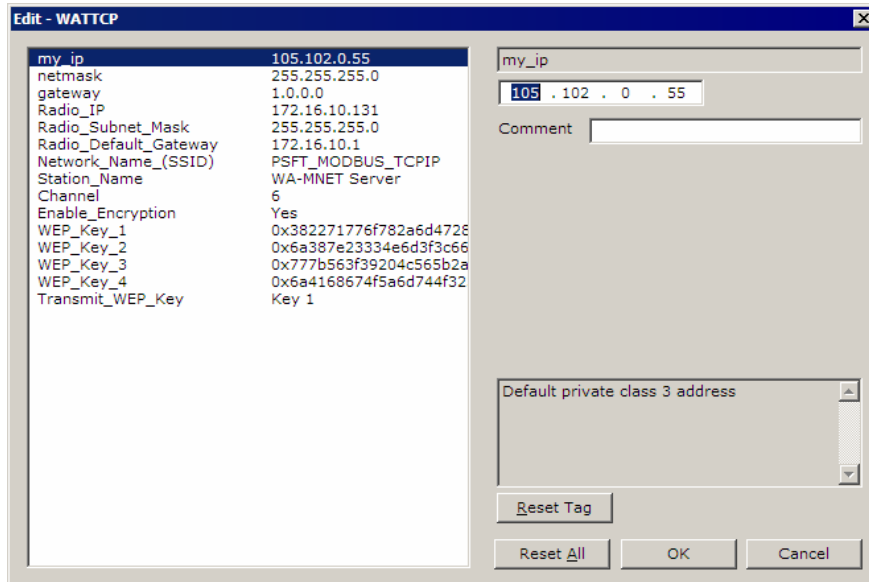 Edit - WATTCP
my_ip 105.102.0.55
netmask 255.255.255.0
gateway 1.0.0.0
Radio_IP 172.16.10.131
Radio_Subnet_Mask 255.255.255.0
Radio_Default_Gateway 172.16.10.1
Network_Name_(SSID) PSFT_MODBUS_TCPIP
Station_Name WA-MNET Server
Channel 6
Enable_Encryption Yes
WEP_Key_1 0x382271776f782a6d4728
WEP_Key_2 0x6a387e23334e6d3f3c66
WEP_Key_3 0x777b563f39204c565b2a
WEP_Key_4 0x6a4168674f5a6d744f32
Transmit_WEP_Key Key 1
my_ip
105 . 102 . 0 . 55
Comment
Default private class 3 address
Reset Tag
Reset All OK Cancel